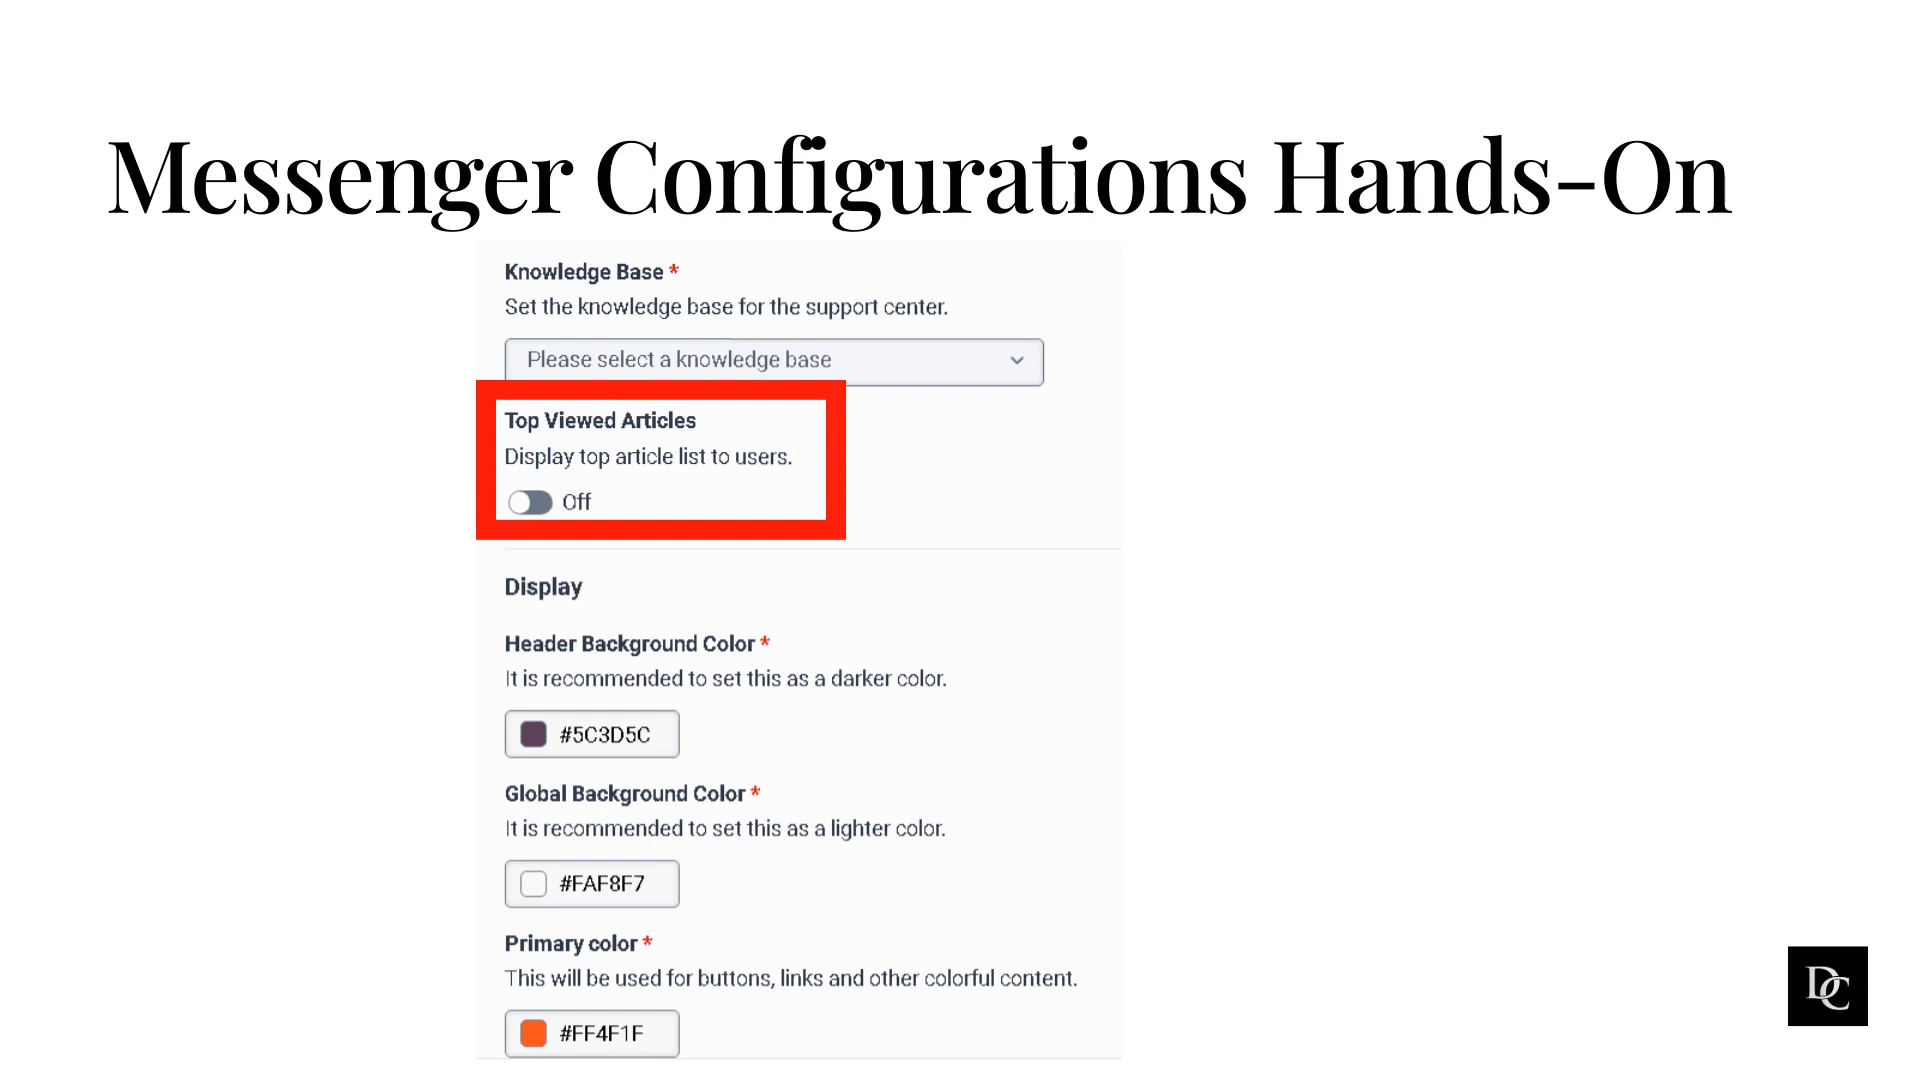 Messenger Configurations Hands-On
Knowledge Base *
Set the knowledge base for the support center.
Please select a knowledge base
Top Viewed Articles
Display top article list to users.
Off
Display
Header Background Color *
It is recommended to set this as a darker color.
#5C3D5C
Global Background Color *
It is recommended to set this as a lighter color.
#FAF8F7
Primary color *
This will be used for buttons, links and other colorful content.
#FF4F1F
DC